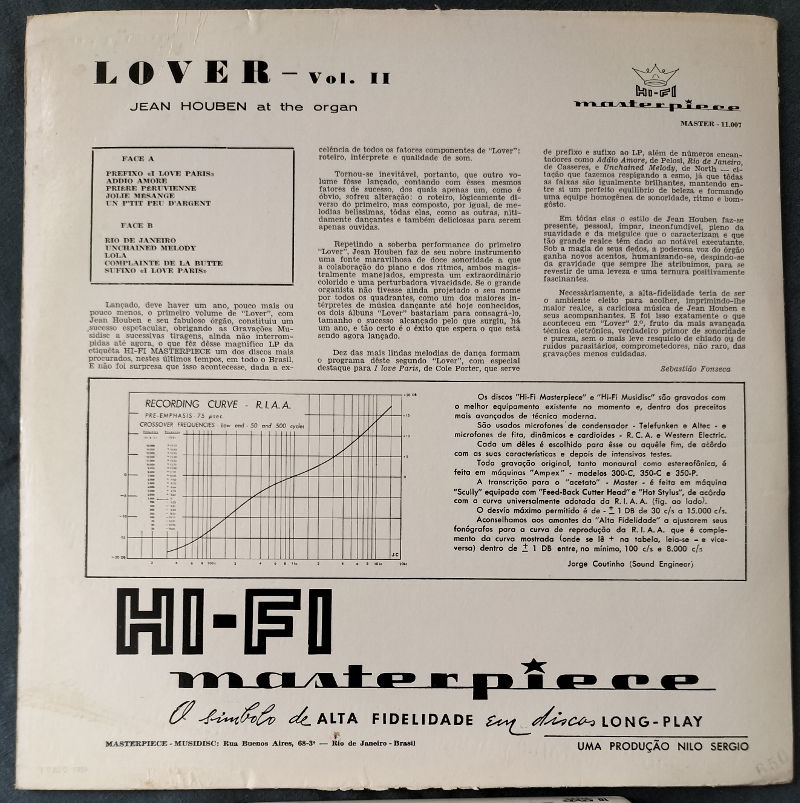 LOVER – Vol. II
JEAN HOUBEN at the organ
HI-FI
masterpiece
MASTER - 11.007
FACE A
PREFIXO «I LOVE PARIS»
ADDIO AMORE
PRIÈRE PÉRUVIENNE
JOLIE MESANGE
UN P'TIT PEU D'ARGENT
FACE B
RIO DE JANEIRO
UNCHAINED MELODY
LOLA
COMPLAINTE DE LA BUTTE
SUFIXO «I LOVE PARIS»
Lançado, deve haver um ano, pouco mais ou
pouco menos, o primeiro volume de "Lover", com
Jean Houben e seu fabuloso órgão, constituiu um
sucesso espetacular, obrigando as Gravações Mu-
sidisc a sucessivas tiragens, ainda não interrom-
pidas até agora, o que fêz dêsse magnífico LP da
etiquêta HI-FI MASTERPIECE um dos discos mais
procurados, nestes últimos tempos, em todo o Brasil.
E não foi surpresa que isso acontecesse, dada a ex-
celência de todos os fatores componentes de "Lover":
roteiro, intérprete e qualidade de som.
Tornou-se inevitável, portanto, que outro vo-
lume fôsse lançado, contando com êsses mesmos
fatores de sucesso, dos quais apenas um, como é
óbvio, sofreu alteração: o roteiro, lògicamente di-
verso do primeiro, mas composto, por igual, de me-
lodias belíssimas, tôdas elas, como as outras, niti-
damente dançantes e também deliciosas para serem
apenas ouvidas.
Repetindo a soberba performance do primeiro
"Lover", Jean Houben faz de seu nobre instrumento
uma fonte maravilhosa de doce sonoridade a que
a colaboração do piano e dos ritmos, ambos magis-
tralmente manejados, empresta um extraordinário
colorido e uma perturbadora vivacidade. Se o grande
organista não tivesse ainda projetado o seu nome
por todos os quadrantes, como um dos maiores in-
térpretes de música dançante até hoje conhecidos,
os dois álbuns "Lover" bastariam para consagrá-lo,
tamanho o sucesso alcançado pelo que surgiu, há
um ano, e tão certo é o êxito que espera o que está
sendo agora lançado.
Dez das mais lindas melodias de dança formam
o programa dêste segundo "Lover", com especial
destaque para I love Paris, de Cole Porter, que serve
de prefixo e sufixo ao LP, além de números encan-
tadores como Addio Amore, de Pelosi, Rio de Janeiro,
de Casseres, e Unchained Melody, de North — ci-
tação que fazemos respigando a esmo, já que tôdas
as faixas são igualmente brilhantes, mantendo en-
tre si um perfeito equilíbrio de beleza e formando
uma equipe homogênea de sonoridade, ritmo e bom-
gôsto.
Em tôdas elas o estilo de Jean Houben faz-se
presente, pessoal, ímpar, inconfundível, pleno da
suavidade e da meiguice que o caracterizam e que
tão grande realce têm dado ao notável executante.
Sob a magia de seus dedos, a poderosa voz do órgão
ganha novos acentos, humanizando-se, despindo-se
da gravidade que sempre lhe atribuímos, para se
revestir de uma leveza e uma ternura positivamente
fascinantes.
Necessàriamente, a alta-fidelidade teria de ser
o ambiente eleito para acolher, imprimindo-lhe
maior realce, a cariciosa música de Jean Houben e
seus acompanhantes. E foi isso exatamente o que
aconteceu em "Lover" 2.º, fruto da mais avançada
técnica eletrônica, verdadeiro primor de sonoridade
e pureza, sem o mais leve resquício de chiado ou de
ruídos parasitários, comprometedores, não raro, das
gravações menos cuidadas.
Sebastião Fonseca
RECORDING CURVE - R.I.A.A.
PRE-EMPHASIS 75 μsec
CROSSOVER FREQUENCIES low end - 50 and 500 cycles
J.C
Os discos "Hi-Fi Masterpiece" e "Hi-Fi Musidisc" são gravados com
o melhor equipamento existente no momento e, dentro dos preceitos
mais avançados de técnica moderna.
São usados microfones de condensador - Telefunken e Altec - e
microfones de fita, dinâmicos e cardioides - R.C.A. e Western Electric.
Cada um dêles é escolhido para êsse ou aquêle fim, de acôrdo
com as suas características e depois de intensivas testes.
Toda gravação original, tanto monaural como estereofônica, é
feita em máquinas "Ampex" - modelos 300-C, 350-C e 350-P.
A transcrição para o "acetato" - Master - é feita em máquina
"Scully" equipada com "Feed-Back Cutter Head" e "Hot Stylus", de acôrdo
com a curva universalmente adotada da R.I.A.A. (fig. ao lado).
O desvio máximo permitido é de - ± 1 DB de 30 c/s a 15.000 c/s.
Aconselhamos aos amantes da "Alta Fidelidade" a ajustarem seus
fonógrafos para a curva de reprodução da R.I.A.A. que é comple-
mento da curva mostrada (onde se lê + na tabela, leia-se - e vice-
versa) dentro de ± 1 DB entre, no mínimo, 100 c/s e 8.000 c/s
Jorge Coutinho (Sound Engineer)
HI-FI
masterpiece
O simbolo de ALTA FIDELIDADE em discos LONG-PLAY
MASTERPIECE - MUSIDISC: Rua Buenos Aires, 68-3º — Rio de Janeiro - Brasil
UMA PRODUÇÃO NILO SERGIO